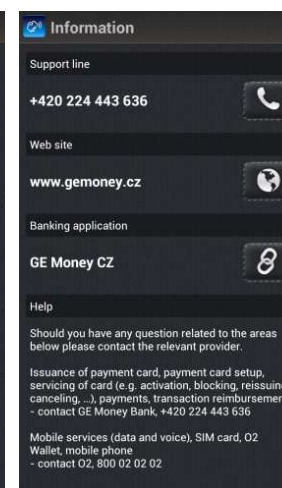 Information
Support line
+420 224 443 636
Web site
www.gemoney.cz
Banking application
GE Money CZ
Help
Should you have any question related to the areas
below please contact the relevant provider.
Issuance of payment card, payment card setup,
servicing of card (e.g. activation, blocking, reissuin
canceling, ...), payments, transaction reimbursemen
- contact GE Money Bank, +420 224 443 636
Mobile services (data and voice), SIM card, O2
Wallet, mobile phone
- contact O2, 800 02 02 02